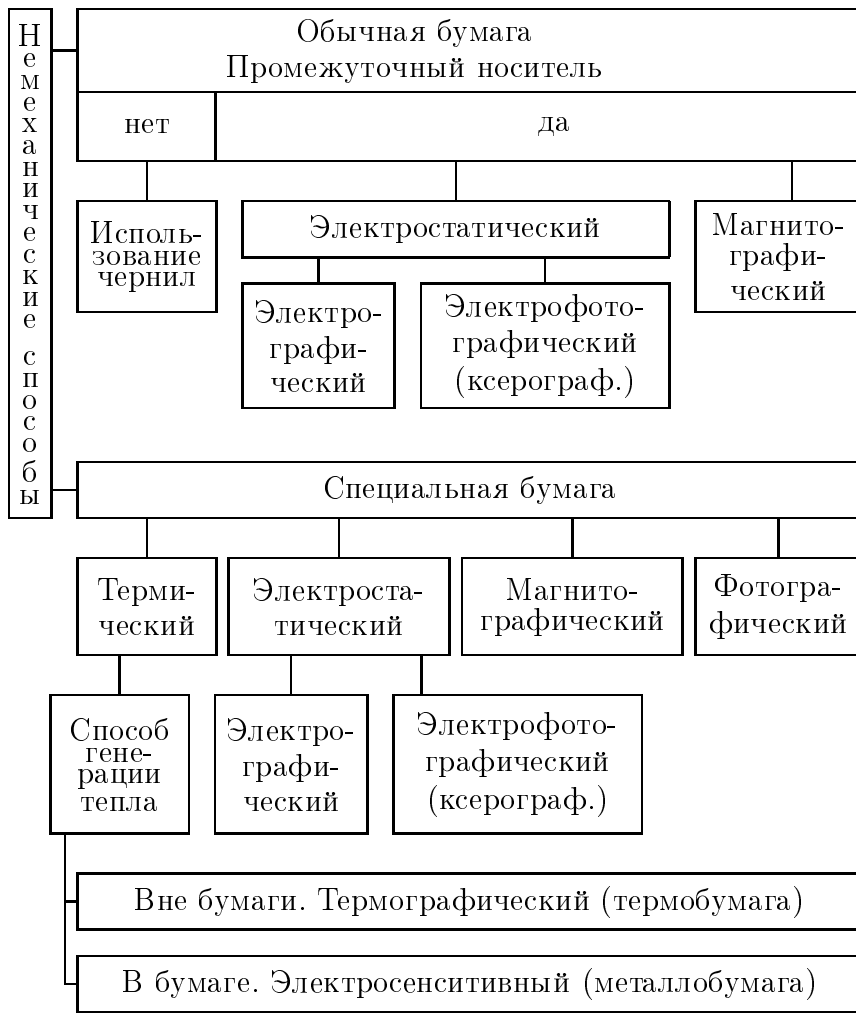 Немеханические способы
Обычная бумага
Промежуточный носитель
нет
да
Исполь-
зование
чернил
Электростатический
Магнито-
графи-
ческий
Электро-
графи-
ческий
Электрофото-
графический
(ксерограф.)
Специальная бумага
Терми-
ческий
Электроста-
тический
Магнито-
графический
Фотогра-
фический
Способ
гене-
рации
тепла
Электро-
графи-
ческий
Электрофото-
графический
(ксерограф.)
Вне бумаги. Термографический (термобумага)
В бумаге. Электросенситивный (металлобумага)